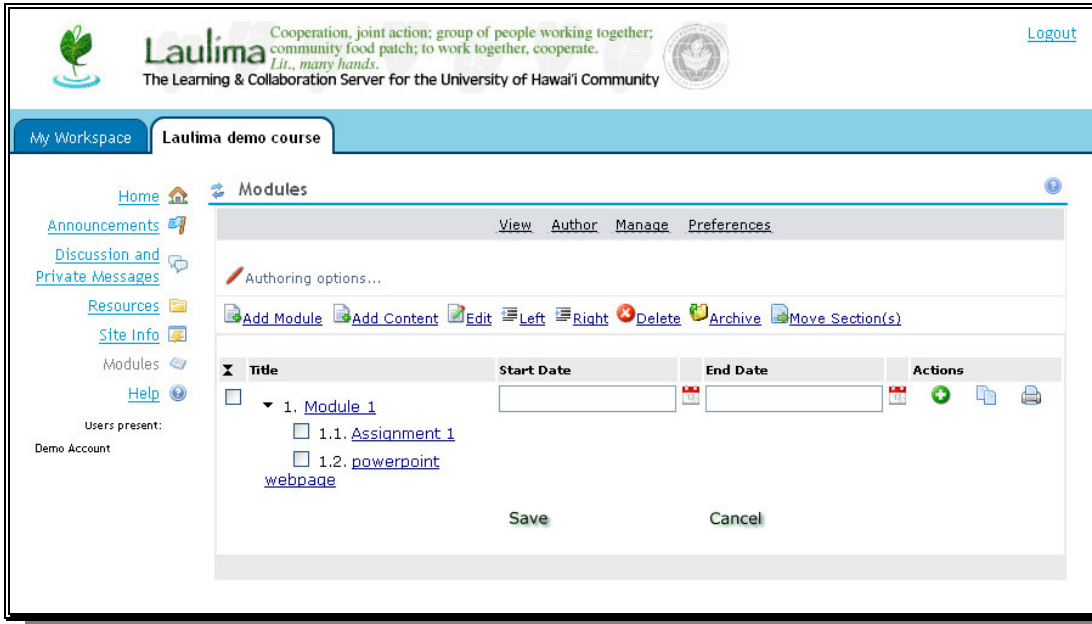 Laulima
Cooperation, joint action; group of people working together;
community food patch; to work together, cooperate.
Lit., many hands.
The Learning & Collaboration Server for the University of Hawai'i Community
Logout
My Workspace
Laulima demo course
Home
Announcements
Discussion and
Private Messages
Resources
Site Info
Modules
Help
Users present:
Demo Account
Modules
View Author Manage Preferences
Authoring options...
Add Module Add Content Edit Left Right Delete Archive Move Section(s)
Title Start Date End Date Actions
1. Module 1
1.1. Assignment 1
1.2. powerpoint
webpage
Save Cancel